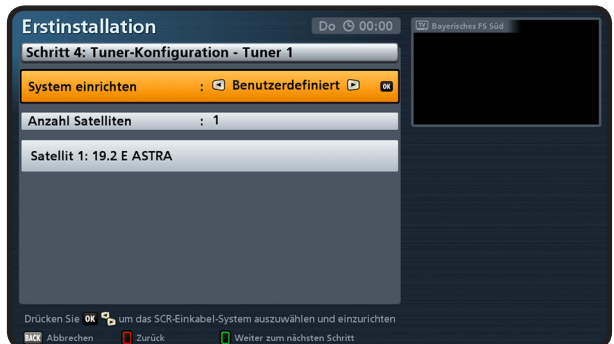 Erstinstallation
Do 00:00
TV Bayerisches FS Süd
Schritt 4: Tuner-Konfiguration - Tuner 1
System einrichten : Benutzerdefiniert OK
Anzahl Satelliten : 1
Satellit 1: 19.2 E ASTRA
Drücken Sie OK um das SCR-Einkabel-System auszuwählen und einzurichten
BACK Abbrechen Zurück Weiter zum nächsten Schritt